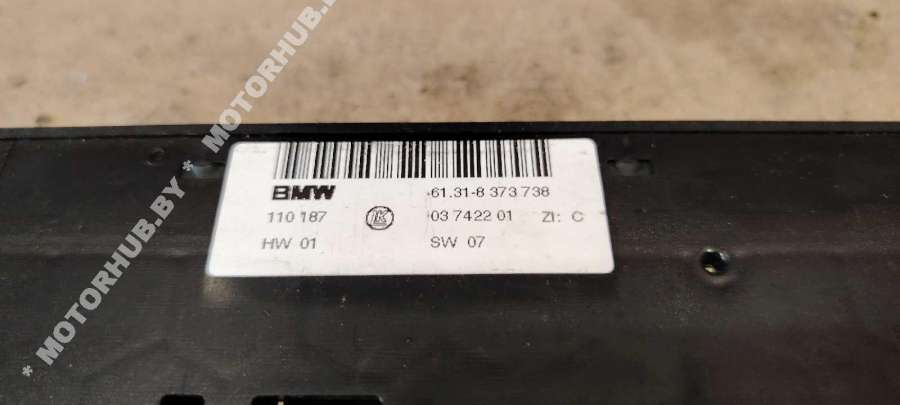 BMW 61.31-8 373 738
110 187 LK 03 7422 01 ZI: C
HW 01 SW 07
* MOTORHUB.BY * MOTORHUB.BY